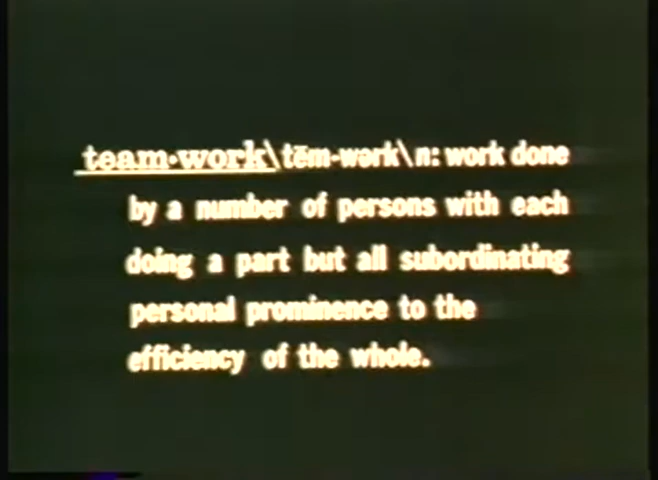 team·work\tēm-wərk\n: work done
by a number of persons with each
doing a part but all subordinating
personal prominence to the
efficiency of the whole.